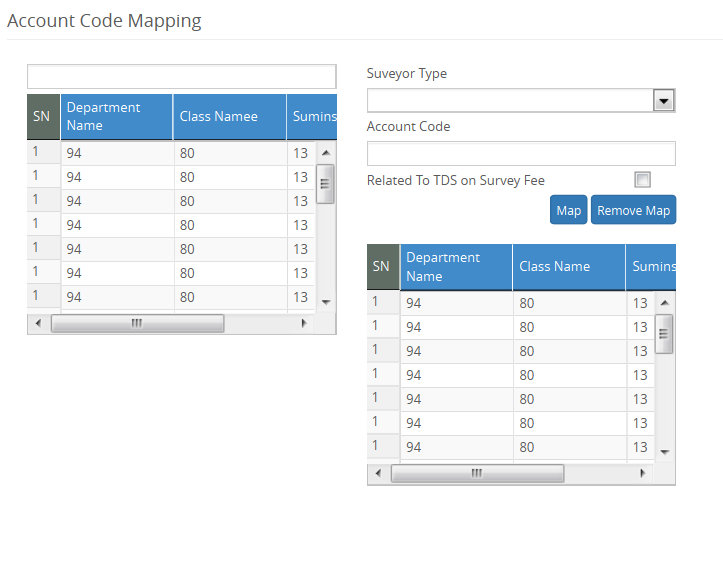 Account Code Mapping
SN Department Name Class Namee Sumins
1 94 80 13
1 94 80 13
1 94 80 13
1 94 80 13
1 94 80 13
1 94 80 13
1 94 80 13
Suveyor Type
Account Code
Related To TDS on Survey Fee
Map Remove Map
SN Department Name Class Name Sumins
1 94 80 13
1 94 80 13
1 94 80 13
1 94 80 13
1 94 80 13
1 94 80 13
1 94 80 13